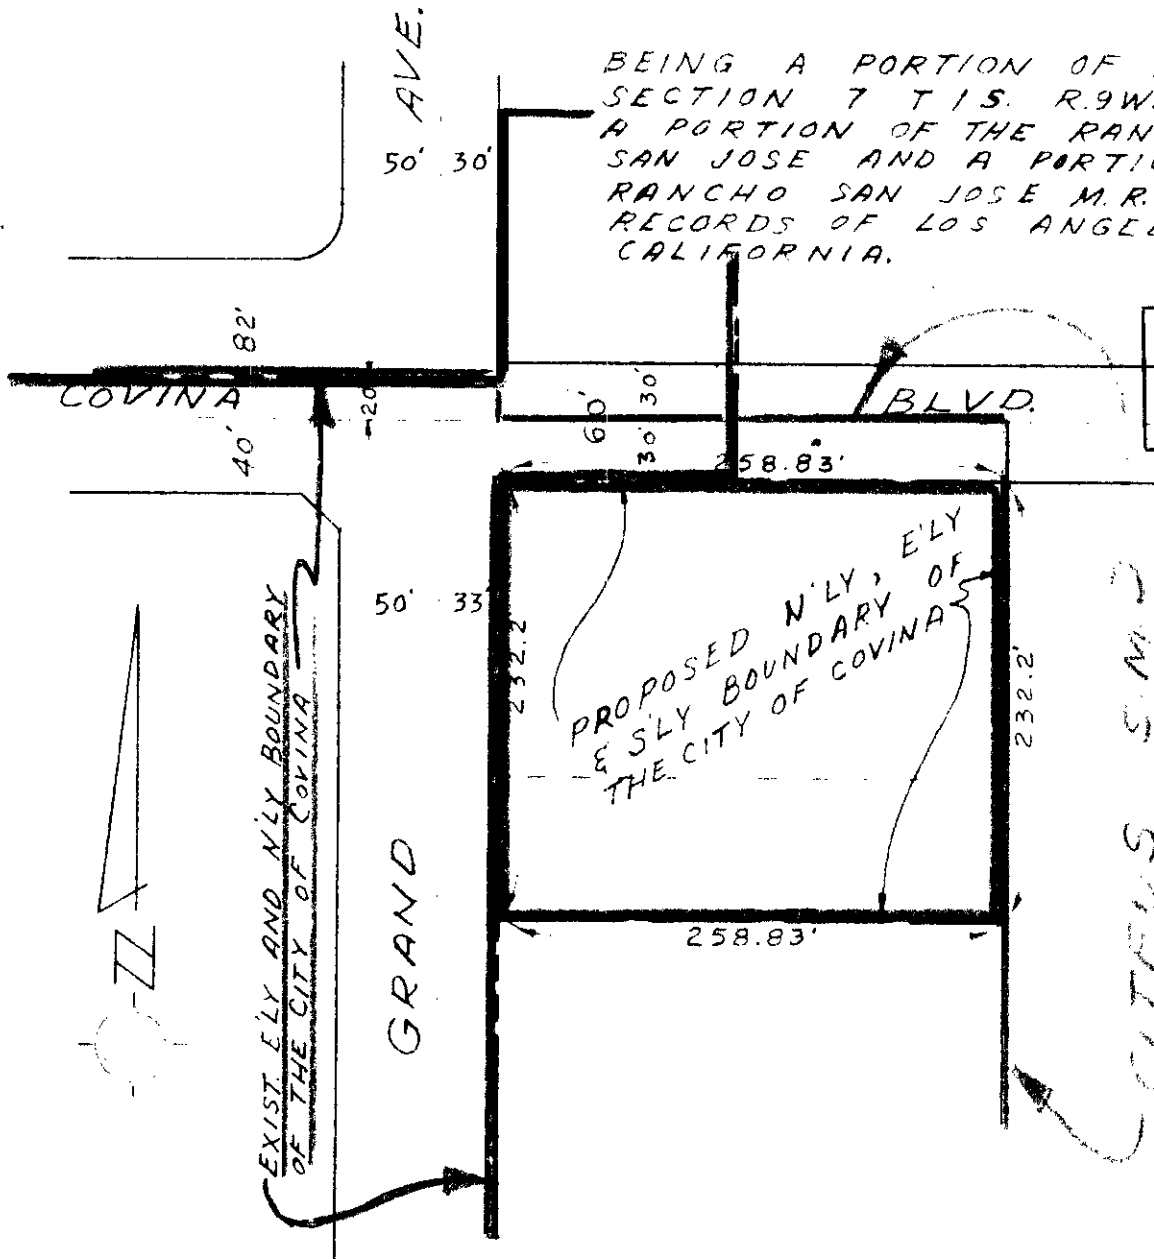 BEING A PORTION OF
SECTION 7 T 1 S. R. 9 W.
A PORTION OF THE RAN
SAN JOSE AND A PORTI
RANCHO SAN JOSE M. R.
RECORDS OF LOS ANGEL
CALIFORNIA.
AVE.
50' 30'
82'
COVINA
20'
40'
60'
30'
30'
BLVD.
258.83'
50' 33'
232.2'
PROPOSED N'LY, E'LY
& S'LY BOUNDARY OF
THE CITY OF COVINA
232.2'
258.83'
GRAND
EXIST. E'LY AND N'LY BOUNDARY
OF THE CITY OF COVINA
N